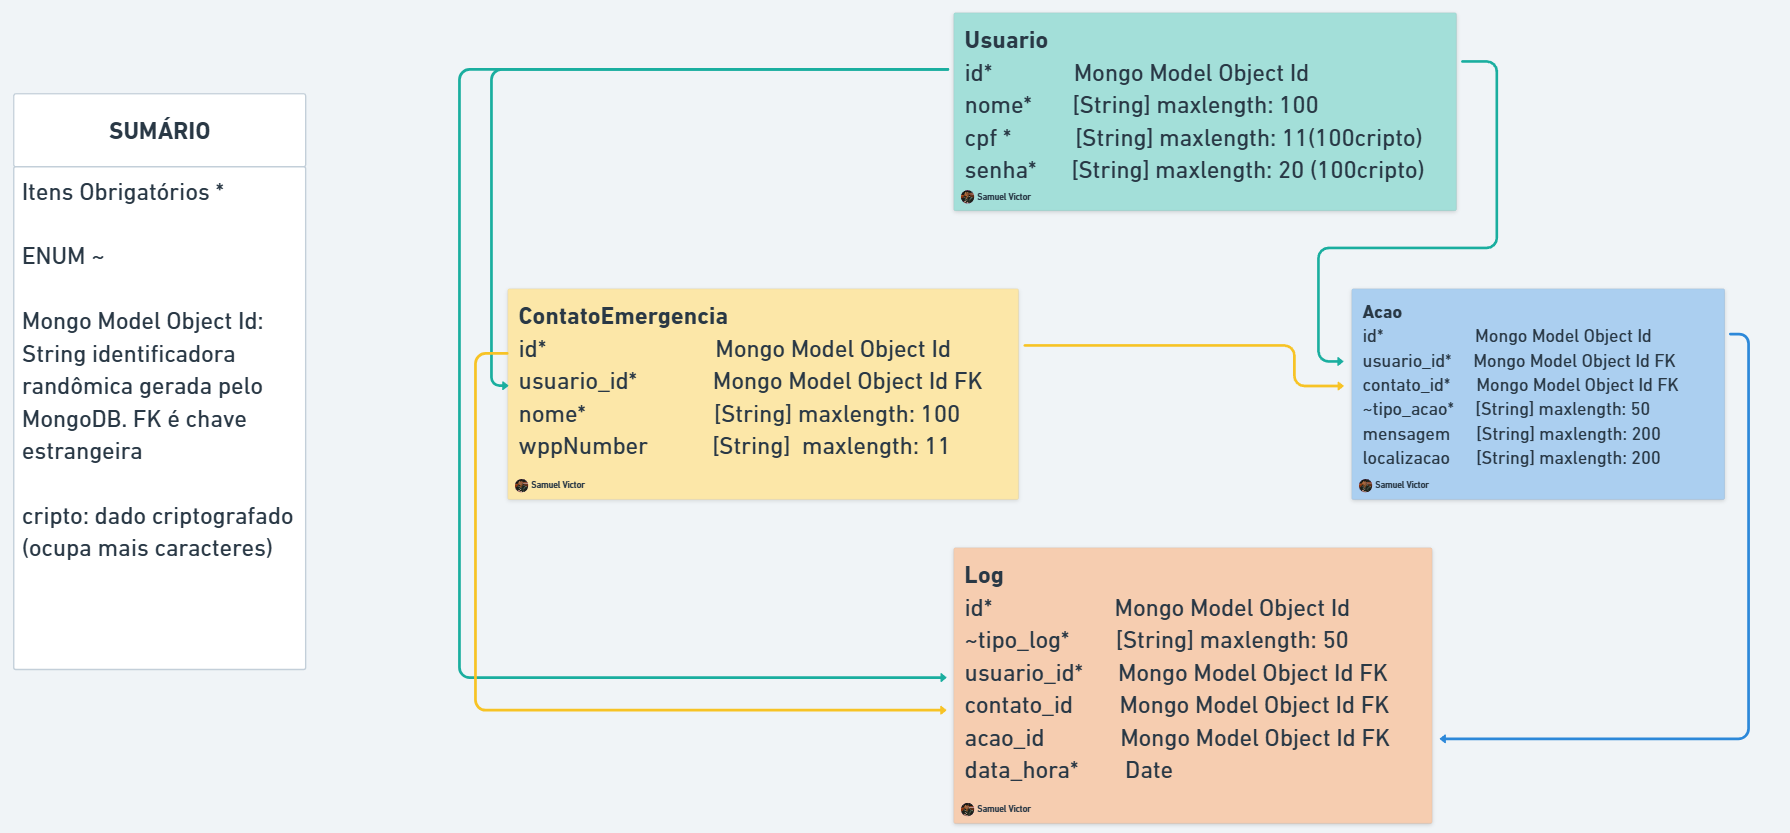 SUMÁRIO
Itens Obrigatórios *
ENUM ~
Mongo Model Object Id:
String identificadora
randômica gerada pelo
MongoDB. FK é chave
estrangeira
cripto: dado criptografado
(ocupa mais caracteres)
Usuario
id* Mongo Model Object Id
nome* [String] maxlength: 100
cpf * [String] maxlength: 11(100cripto)
senha* [String] maxlength: 20 (100cripto)
Samuel Victor
ContatoEmergencia
id* Mongo Model Object Id
usuario_id* Mongo Model Object Id FK
nome* [String] maxlength: 100
wppNumber [String] maxlength: 11
Samuel Victor
Acao
id* Mongo Model Object Id
usuario_id* Mongo Model Object Id FK
contato_id* Mongo Model Object Id FK
~tipo_acao* [String] maxlength: 50
mensagem [String] maxlength: 200
localizacao [String] maxlength: 200
Samuel Victor
Log
id* Mongo Model Object Id
~tipo_log* [String] maxlength: 50
usuario_id* Mongo Model Object Id FK
contato_id Mongo Model Object Id FK
acao_id Mongo Model Object Id FK
data_hora* Date
Samuel Victor